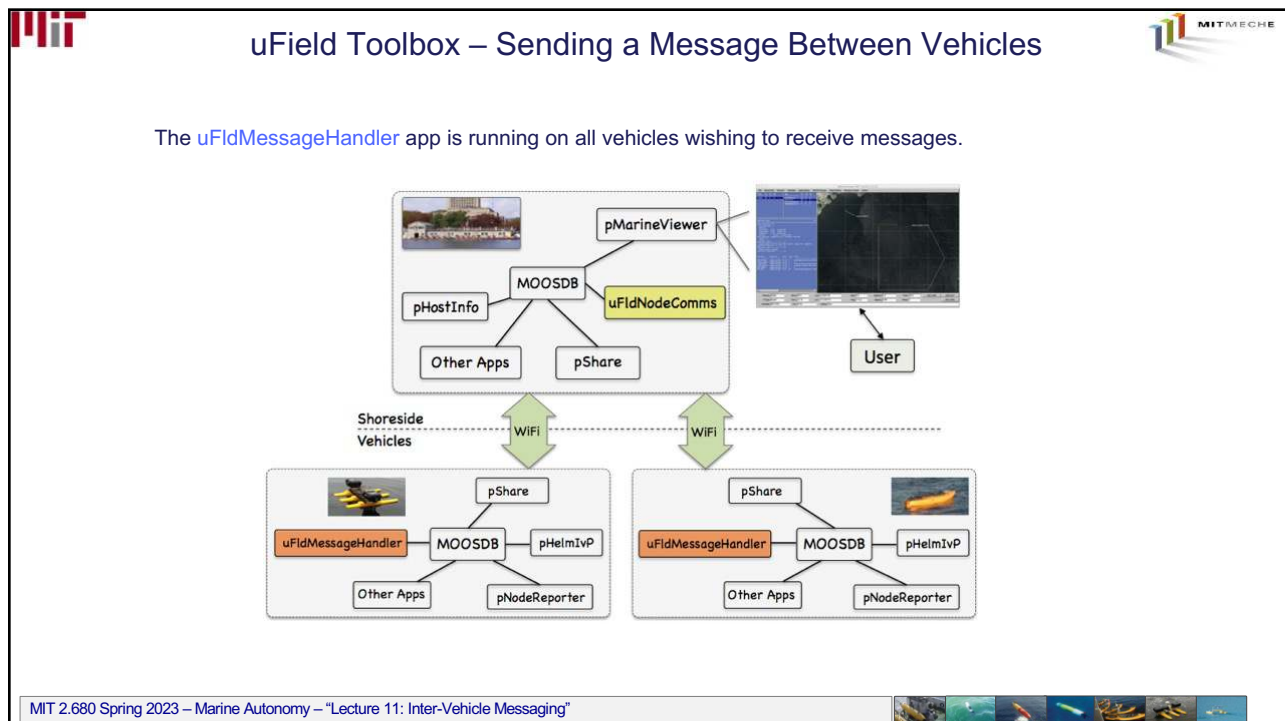 MIT
MITMECHE
uField Toolbox – Sending a Message Between Vehicles
The uFldMessageHandler app is running on all vehicles wishing to receive messages.
pMarineViewer
MOOSDB
pHostInfo
uFldNodeComms
Other Apps
pShare
User
Shoreside
Vehicles
WiFi
WiFi
pShare
uFldMessageHandler
MOOSDB
pHelmIvP
Other Apps
pNodeReporter
pShare
uFldMessageHandler
MOOSDB
pHelmIvP
Other Apps
pNodeReporter
MIT 2.680 Spring 2023 – Marine Autonomy – “Lecture 11: Inter-Vehicle Messaging”